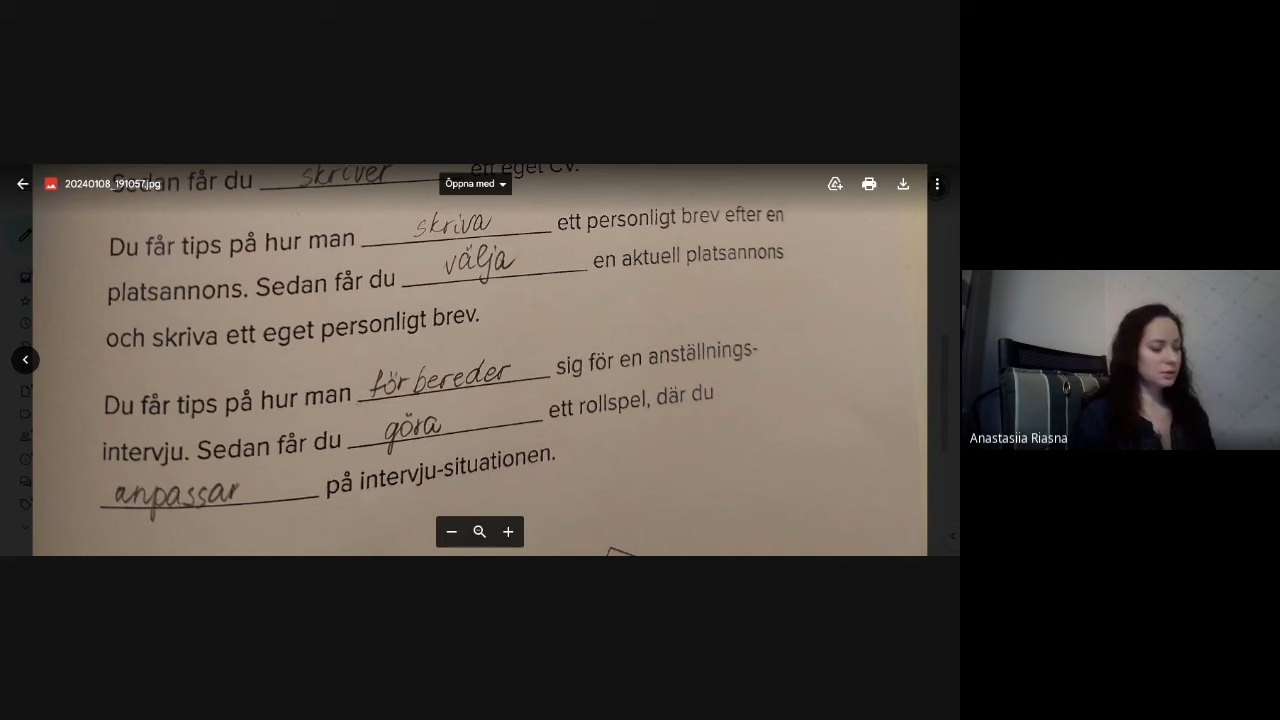 Sedan får du skriver ett eget CV.
20240108_191057.jpg
Öppna med
Du får tips på hur man skriva ett personligt brev efter en
platsannons. Sedan får du välja en aktuell platsannons
och skriva ett eget personligt brev.
Du får tips på hur man förbereder sig för en anställnings-
intervju. Sedan får du göra ett rollspel, där du
anpassar på intervju-situationen.
Anastasiia Riasna